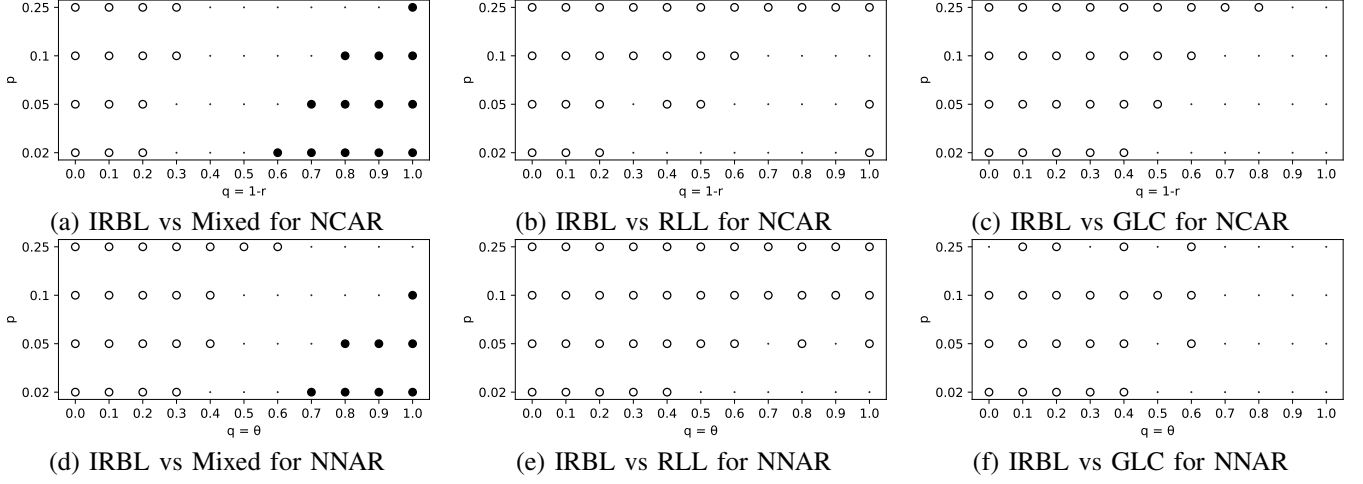 0.25
0.1
0.05
0.02
p
0.0 0.1 0.2 0.3 0.4 0.5 0.6 0.7 0.8 0.9 1.0
q = 1-r
(a) IRBL vs Mixed for NCAR
0.25
0.1
0.05
0.02
p
0.0 0.1 0.2 0.3 0.4 0.5 0.6 0.7 0.8 0.9 1.0
q = 1-r
(b) IRBL vs RLL for NCAR
0.25
0.1
0.05
0.02
p
0.0 0.1 0.2 0.3 0.4 0.5 0.6 0.7 0.8 0.9 1.0
q = 1-r
(c) IRBL vs GLC for NCAR
0.25
0.1
0.05
0.02
p
0.0 0.1 0.2 0.3 0.4 0.5 0.6 0.7 0.8 0.9 1.0
q = θ
(d) IRBL vs Mixed for NNAR
0.25
0.1
0.05
0.02
p
0.0 0.1 0.2 0.3 0.4 0.5 0.6 0.7 0.8 0.9 1.0
q = θ
(e) IRBL vs RLL for NNAR
0.25
0.1
0.05
0.02
p
0.0 0.1 0.2 0.3 0.4 0.5 0.6 0.7 0.8 0.9 1.0
q = θ
(f) IRBL vs GLC for NNAR